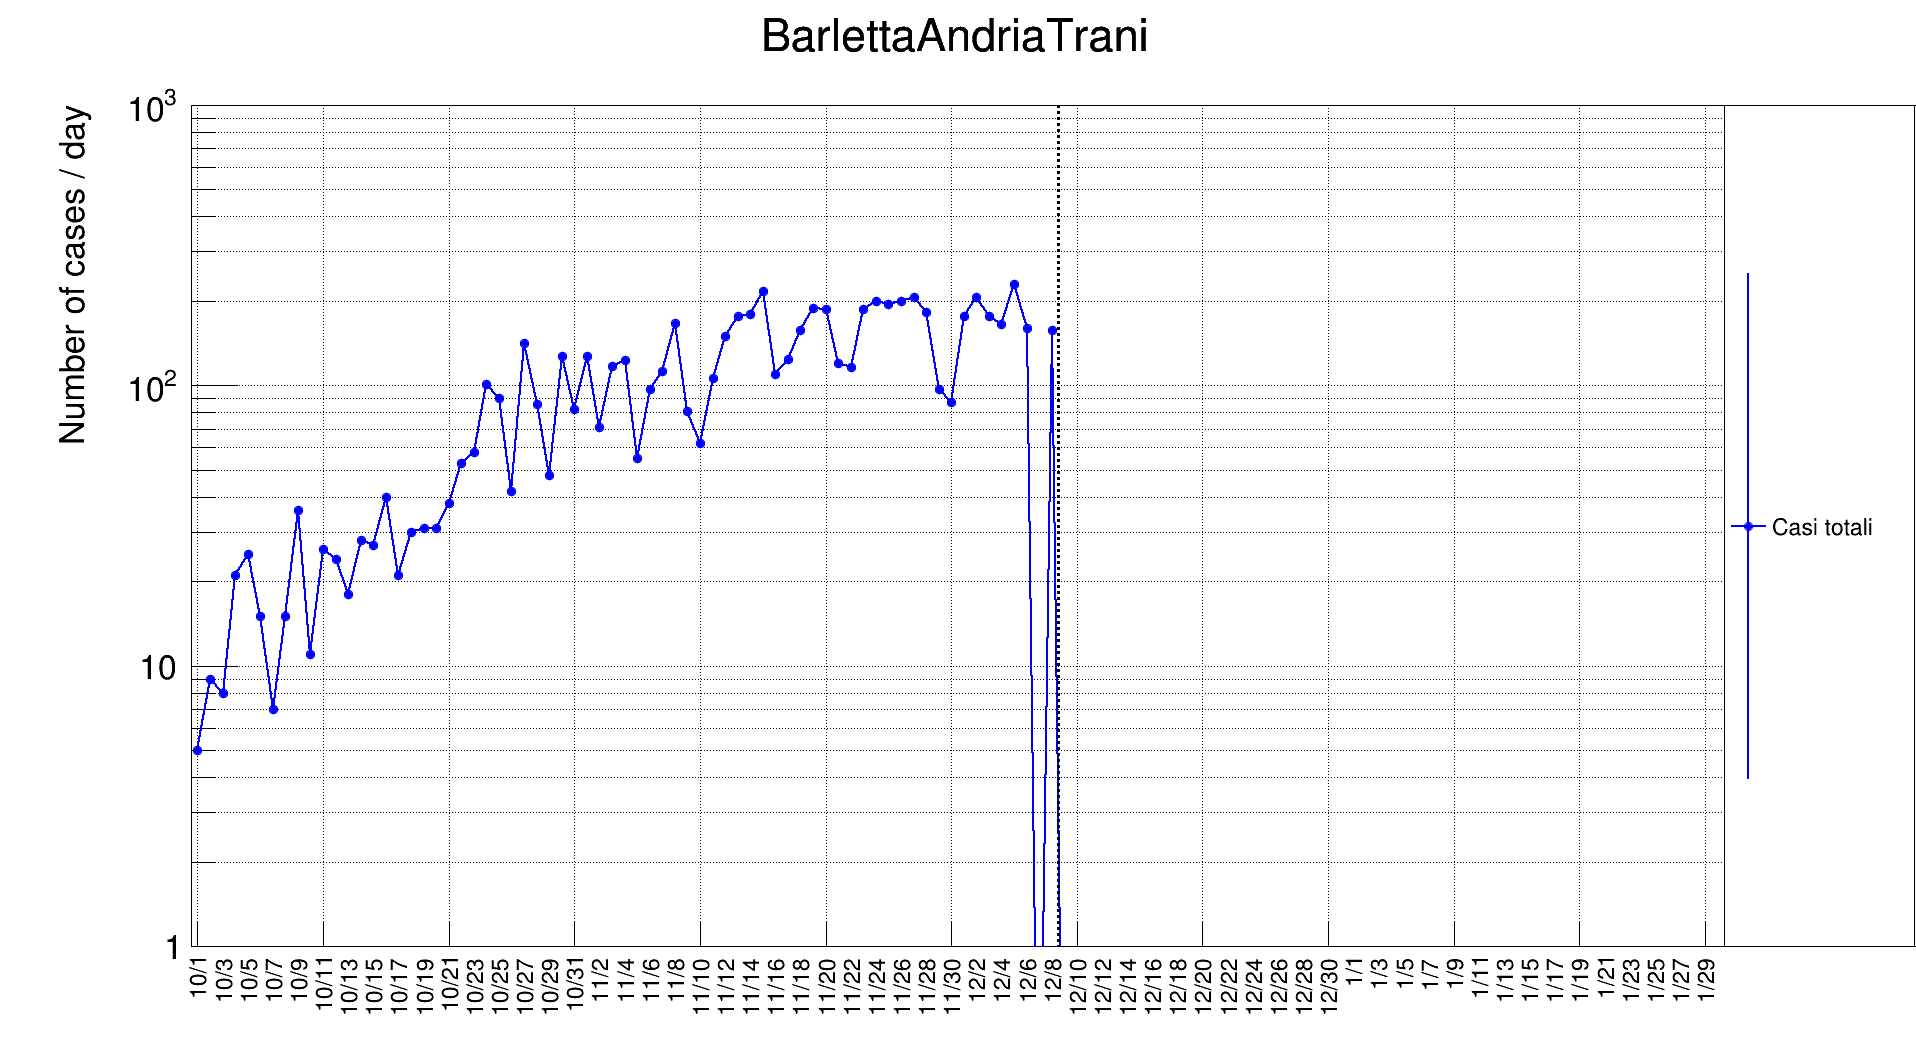 BarlettaAndriaTrani
Number of cases / day
10³
10²
10
1
10/1 10/3 10/5 10/7 10/9 10/11 10/13 10/15 10/17 10/19 10/21 10/23 10/25 10/27 10/29 10/31 11/2 11/4 11/6 11/8 11/10 11/12 11/14 11/16 11/18 11/20 11/22 11/24 11/26 11/28 11/30 12/2 12/4 12/6 12/8 12/10 12/12 12/14 12/16 12/18 12/20 12/22 12/24 12/26 12/28 12/30 1/1 1/3 1/5 1/7 1/9 1/11 1/13 1/15 1/17 1/19 1/21 1/23 1/25 1/27 1/29
Casi totali